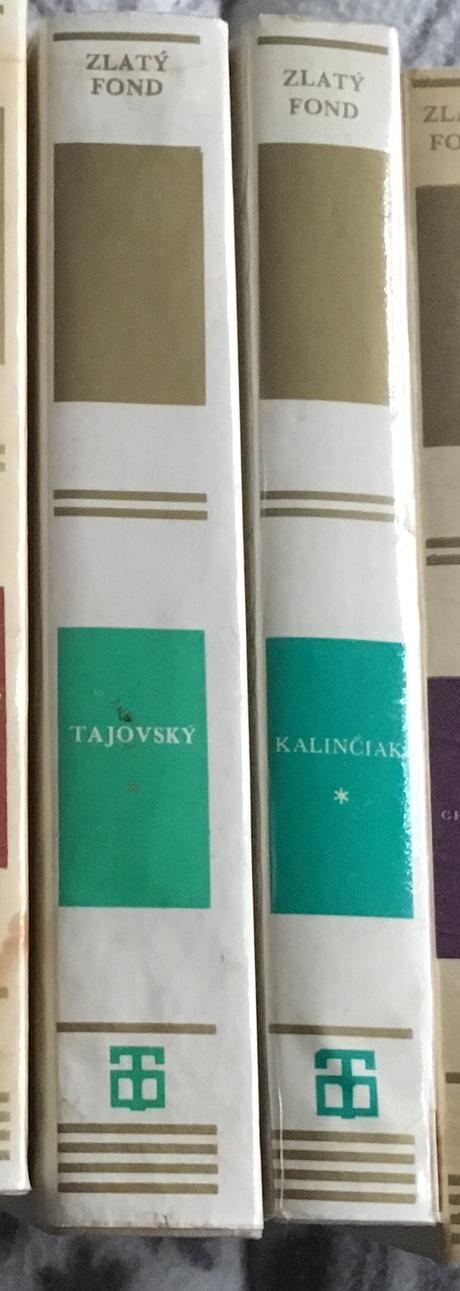 ZLATÝ
FOND
TAJOVSKÝ
*
ZLATÝ
FOND
KALINČIAK
*